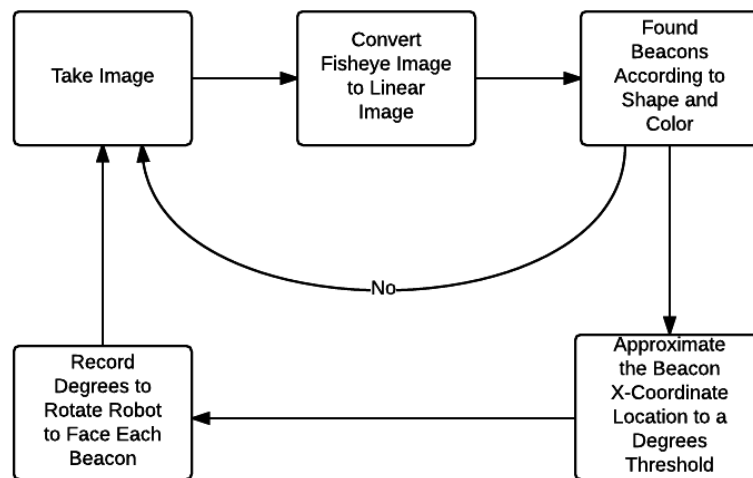 Take Image
Convert
Fisheye Image
to Linear
Image
Found
Beacons
According to
Shape and
Color
No
Record
Degrees to
Rotate Robot
to Face Each
Beacon
Approximate
the Beacon
X-Coordinate
Location to a
Degrees
Threshold